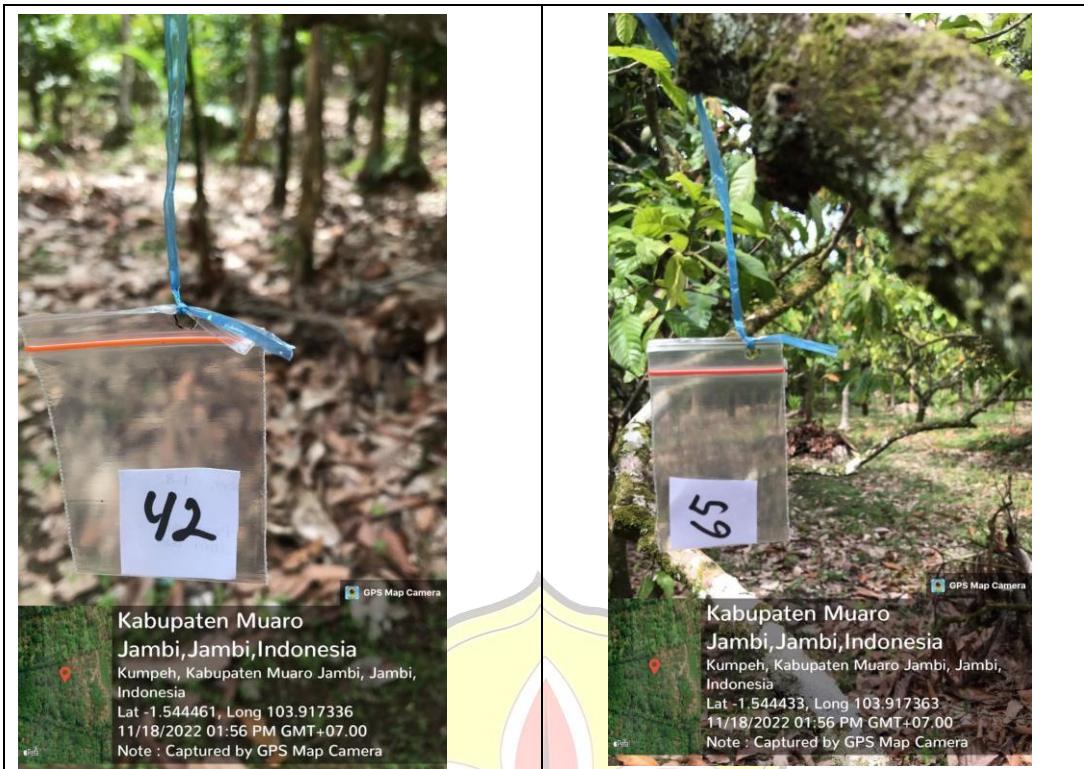 42
GPS Map Camera
Kabupaten Muaro
Jambi,Jambi,Indonesia
Kumpeh, Kabupaten Muaro Jambi, Jambi,
Indonesia
Lat -1.544461, Long 103.917336
11/18/2022 01:56 PM GMT+07.00
Note : Captured by GPS Map Camera
65
GPS Map Camera
Kabupaten Muaro
Jambi,Jambi,Indonesia
Kumpeh, Kabupaten Muaro Jambi, Jambi,
Indonesia
Lat -1.544433, Long 103.917363
11/18/2022 01:56 PM GMT+07.00
Note : Captured by GPS Map Camera